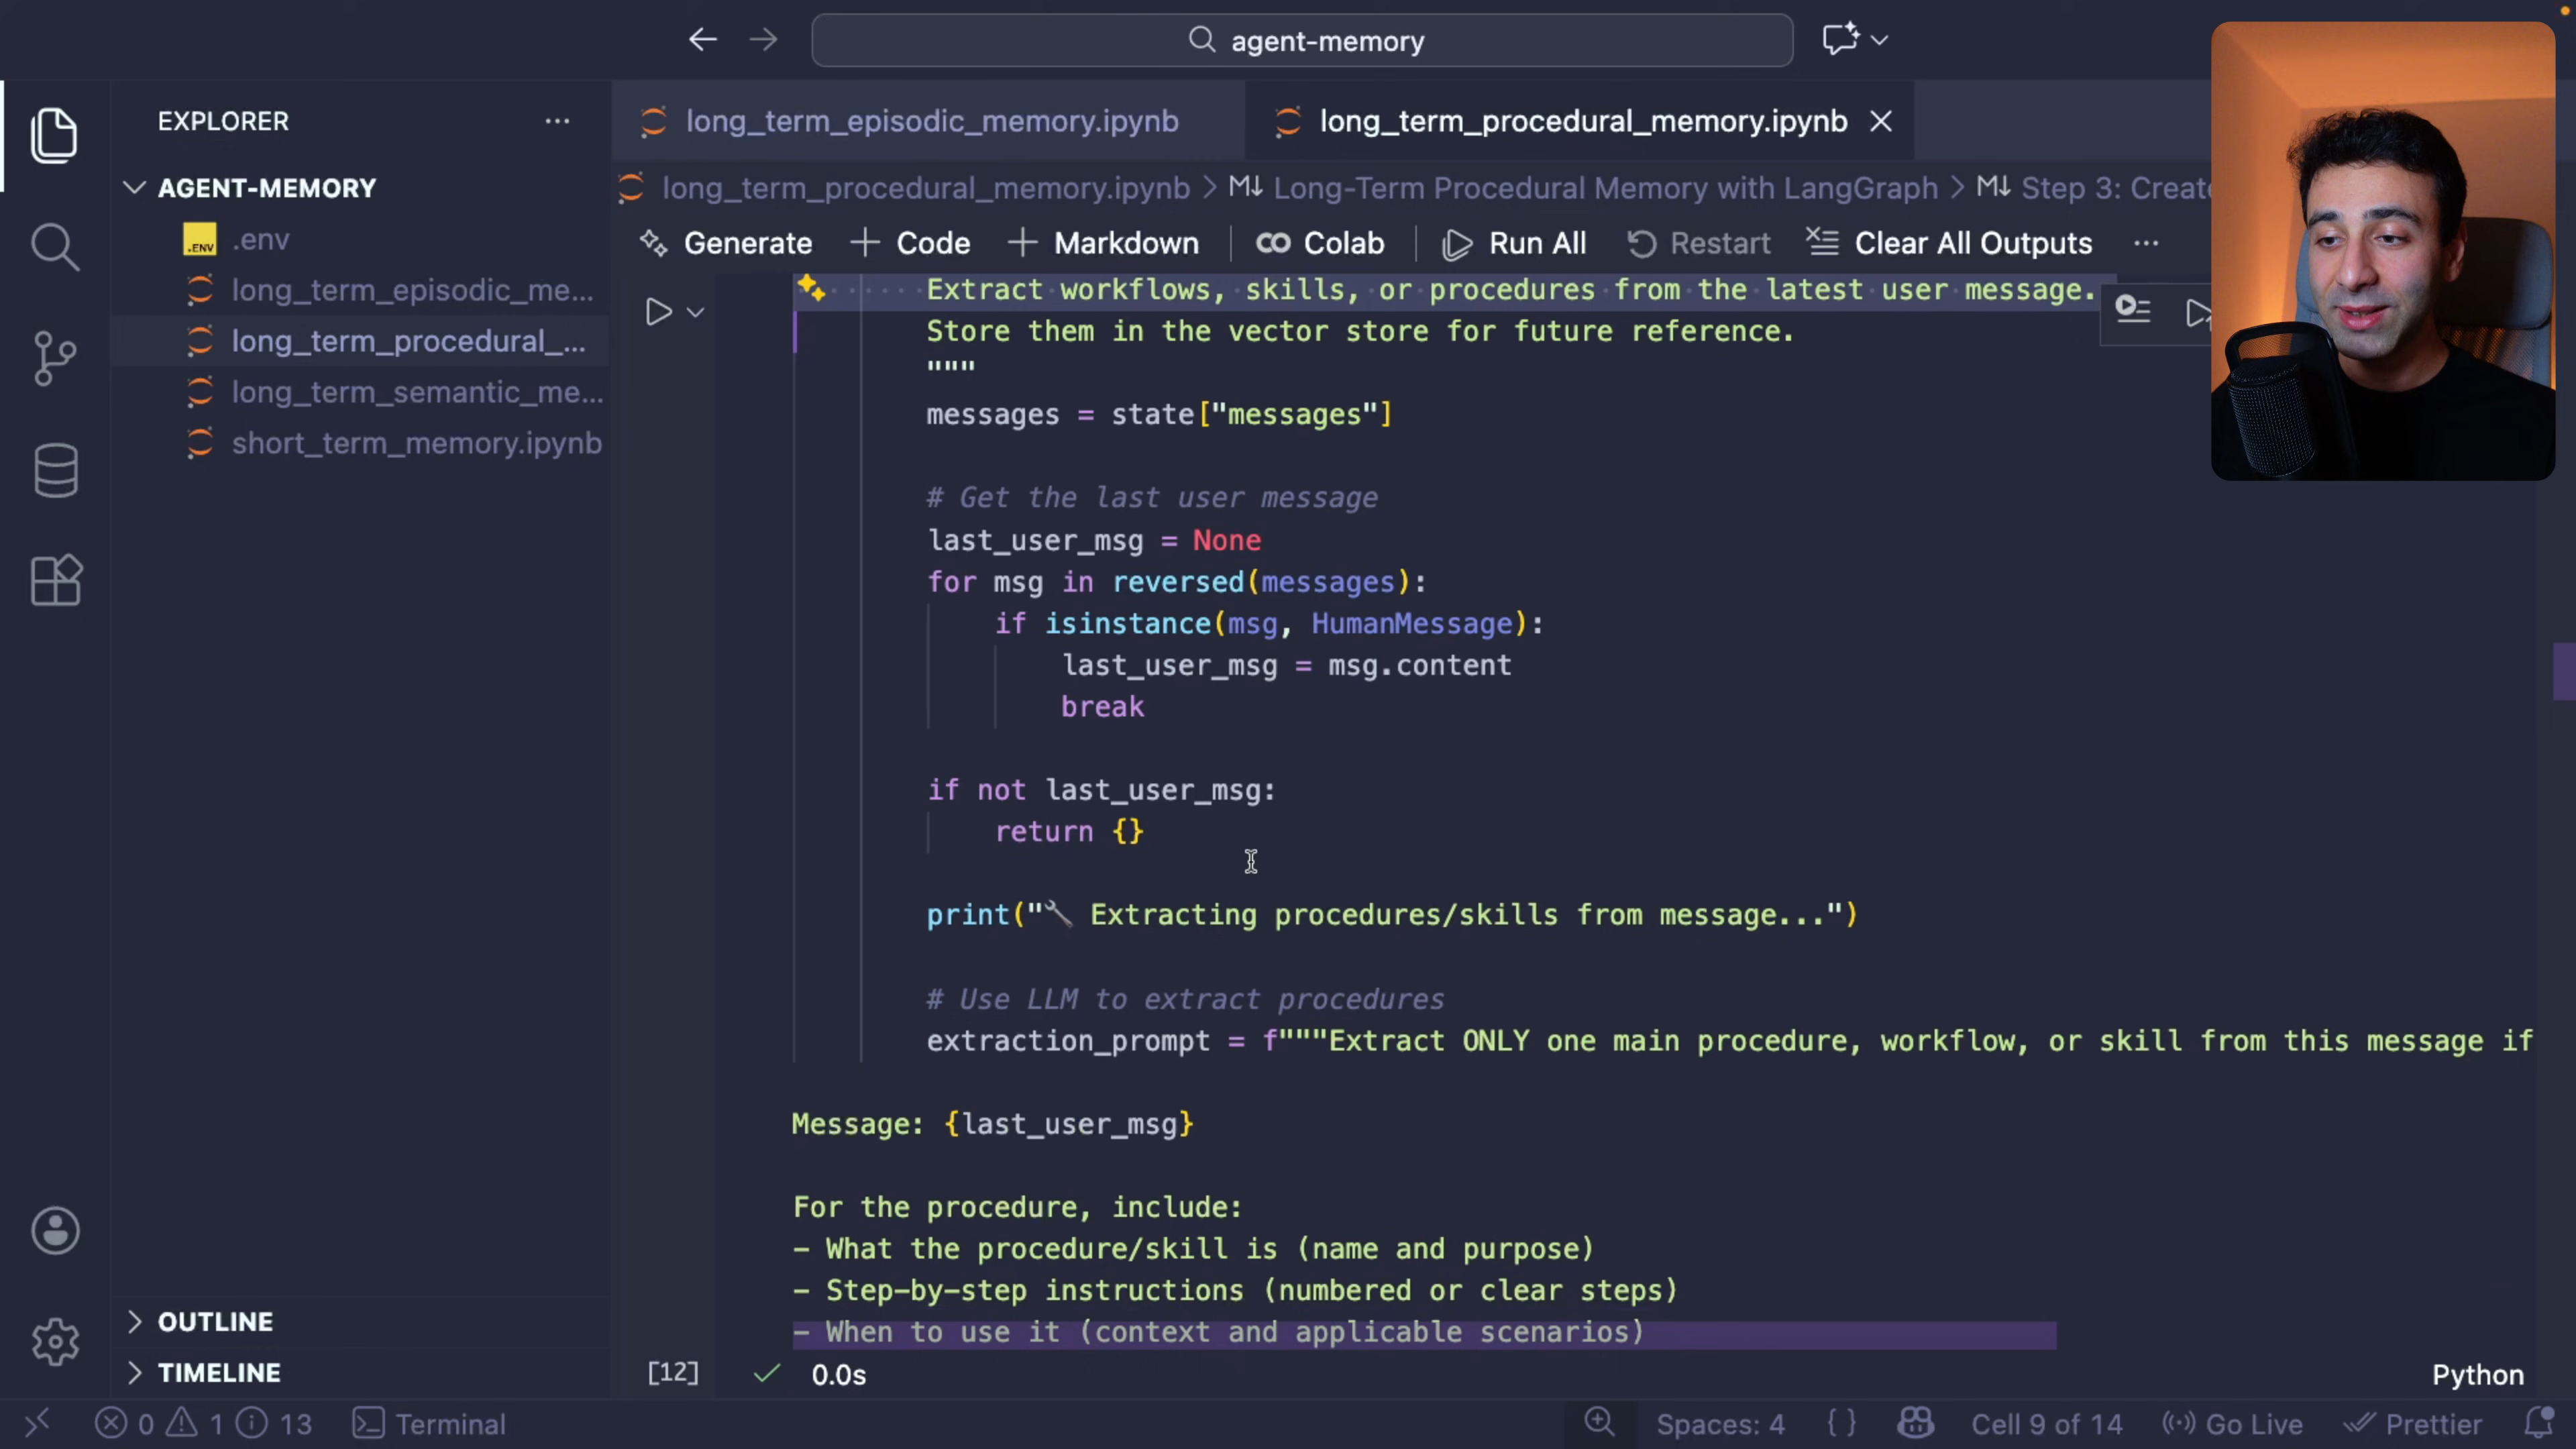 agent-memory
EXPLORER
AGENT-MEMORY
.ENV .env
long_term_episodic_me...
long_term_procedural_...
long_term_semantic_me...
short_term_memory.ipynb
OUTLINE
TIMELINE
long_term_episodic_memory.ipynb
long_term_procedural_memory.ipynb
long_term_procedural_memory.ipynb > M↓ Long-Term Procedural Memory with LangGraph > M↓ Step 3: Create
Generate + Code + Markdown | Colab | Run All Restart Clear All Outputs ...
Extract workflows, skills, or procedures from the latest user message.
Store them in the vector store for future reference.
"""
messages = state["messages"]
# Get the last user message
last_user_msg = None
for msg in reversed(messages):
if isinstance(msg, HumanMessage):
last_user_msg = msg.content
break
if not last_user_msg:
return {}
print("🔧 Extracting procedures/skills from message...")
# Use LLM to extract procedures
extraction_prompt = f"""Extract ONLY one main procedure, workflow, or skill from this message if
Message: {last_user_msg}
For the procedure, include:
- What the procedure/skill is (name and purpose)
- Step-by-step instructions (numbered or clear steps)
- When to use it (context and applicable scenarios)
[12] ✓ 0.0s
Python
0 1 13 Terminal
Spaces: 4 {} Cell 9 of 14 Go Live Prettier